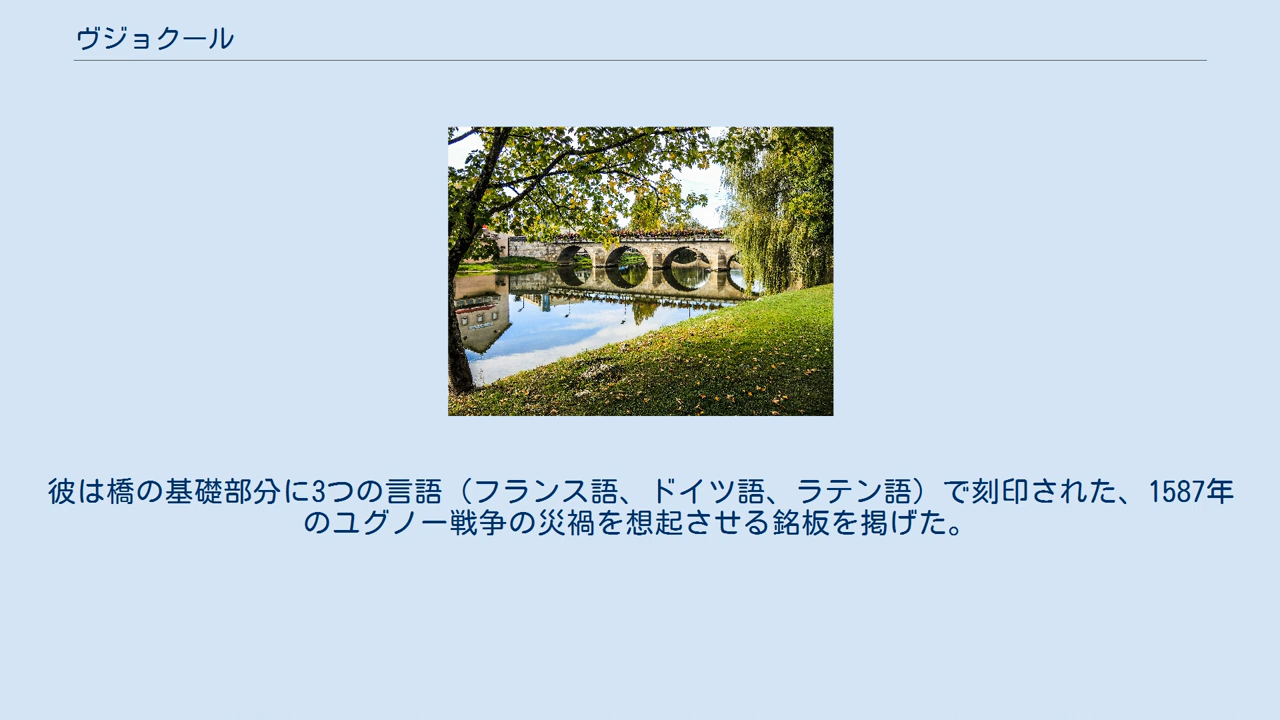 ヴジョクール
彼は橋の基礎部分に3つの言語（フランス語、ドイツ語、ラテン語）で刻印された、1587年
のユグノー戦争の災禍を想起させる銘板を掲げた。